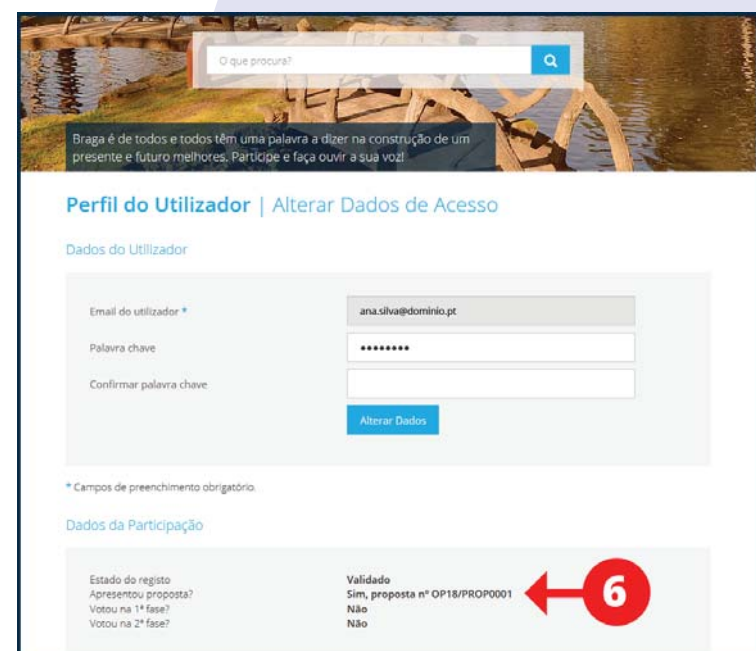 O que procura?
Braga é de todos e todos têm uma palavra a dizer na construção de um
presente e futuro melhores. Participe e faça ouvir a sua voz!
Perfil do Utilizador | Alterar Dados de Acesso
Dados do Utilizador
Email do utilizador * ana.silva@dominio.pt
Palavra chave ••••••••
Confirmar palavra chave
Alterar Dados
* Campos de preenchimento obrigatório.
Dados da Participação
Estado do registo Validado
Apresentou proposta? Sim, proposta nº OP18/PROP0001
Votou na 1ª fase? Não
Votou na 2ª fase? Não
6